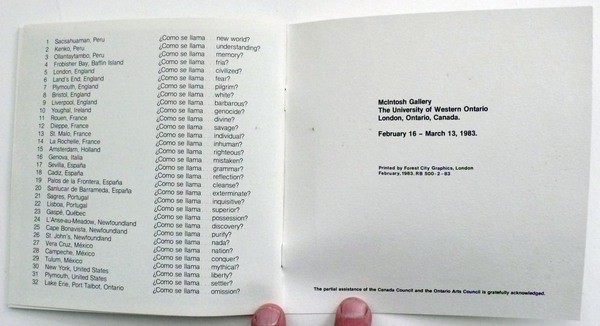 1 Sacsahuaman, Peru ¿Como se llama new world?
2 Kenko, Peru ¿Como se llama understanding?
3 Ollantaytambo, Peru ¿Como se llama memory?
4 Frobisher Bay, Baffin Island ¿Como se llama fria?
5 London, England ¿Como se llama civilized?
6 Land's End, England ¿Como se llama fear?
7 Plymouth, England ¿Como se llama pilgrim?
8 Bristol, England ¿Como se llama white?
9 Liverpool, England ¿Como se llama barbarous?
10 Youghal, Ireland ¿Como se llama genocide?
11 Rouen, France ¿Como se llama divine?
12 Dieppe, France ¿Como se llama savage?
13 St. Malo, France ¿Como se llama individual?
14 La Rochelle, France ¿Como se llama inhuman?
15 Amsterdam, Holland ¿Como se llama righteous?
16 Genova, Italia ¿Como se llama mistaken?
17 Sevilla, España ¿Como se llama grammar?
18 Cadiz, España ¿Como se llama reflection?
19 Palos de la Frontera, España ¿Como se llama cleanse?
20 Sanlucar de Barrameda, España ¿Como se llama exterminate?
21 Sagres, Portugal ¿Como se llama inquisitive?
22 Lisboa, Portugal ¿Como se llama superior?
23 Gaspé, Québec ¿Como se llama possession?
24 L'Anse-au-Meadow, Newfoundland ¿Como se llama discovery?
25 Cape Bonavista, Newfoundland ¿Como se llama purify?
26 St. John's, Newfoundland ¿Como se llama nada?
27 Vera Cruz, México ¿Como se llama nation?
28 Campeche, México ¿Como se llama conquer?
29 Tulum, México ¿Como se llama mythical?
30 New York, United States ¿Como se llama liberty?
31 Plymouth, United States ¿Como se llama settler?
32 Lake Erie, Port Talbot, Ontario ¿Como se llama omission?
McIntosh Gallery
The University of Western Ontario
London, Ontario, Canada.
February 16 – March 13, 1983.
Printed by Forest City Graphics, London
February, 1983. RB 500 - 2 - 83
The partial assistance of the Canada Council and the Ontario Arts Council is gratefully acknowledged.